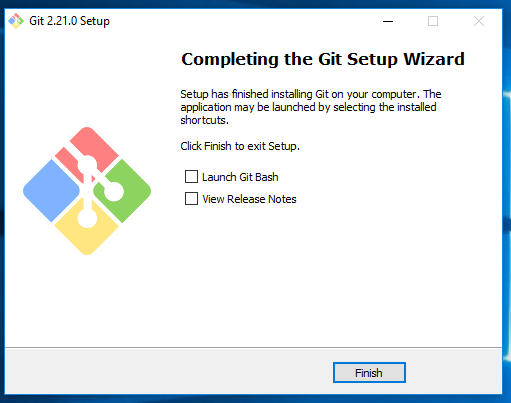 Git 2.21.0 Setup
Completing the Git Setup Wizard
Setup has finished installing Git on your computer. The
application may be launched by selecting the installed
shortcuts.
Click Finish to exit Setup.
Launch Git Bash
View Release Notes
Finish